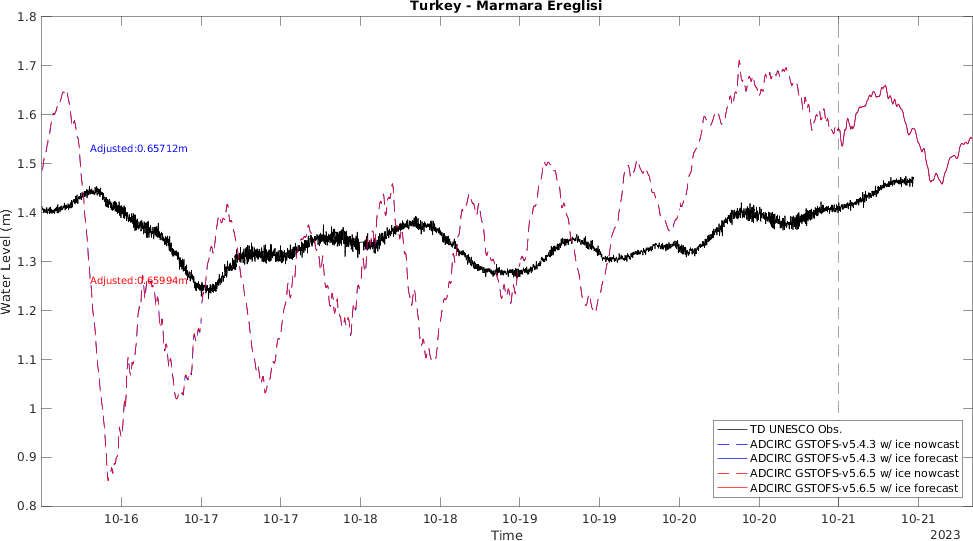 Turkey - Marmara Ereglisi
1.8
1.7
1.6
1.5
1.4
1.3
1.2
1.1
1
0.9
0.8
Water Level (m)
Adjusted:0.65712m
Adjusted:0.65994m
TD UNESCO Obs.
ADCIRC GSTOFS-v5.4.3 w/ ice nowcast
ADCIRC GSTOFS-v5.4.3 w/ ice forecast
ADCIRC GSTOFS-v5.6.5 w/ ice nowcast
ADCIRC GSTOFS-v5.6.5 w/ ice forecast
10-16 10-17 10-17 10-18 10-18 10-19 10-19 10-20 10-20 10-21 10-21
Time
2023